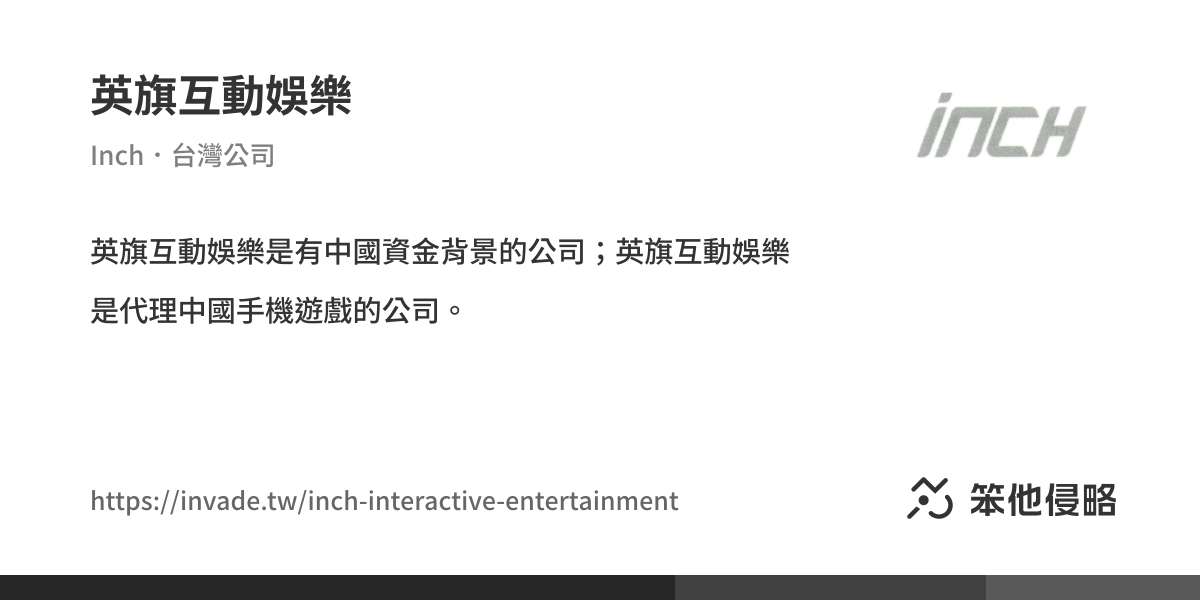 英旗互動娛樂
Inch・台灣公司
inch
英旗互動娛樂是有中國資金背景的公司；英旗互動娛樂
是代理中國手機遊戲的公司。
https://invade.tw/inch-interactive-entertainment
笨他侵略